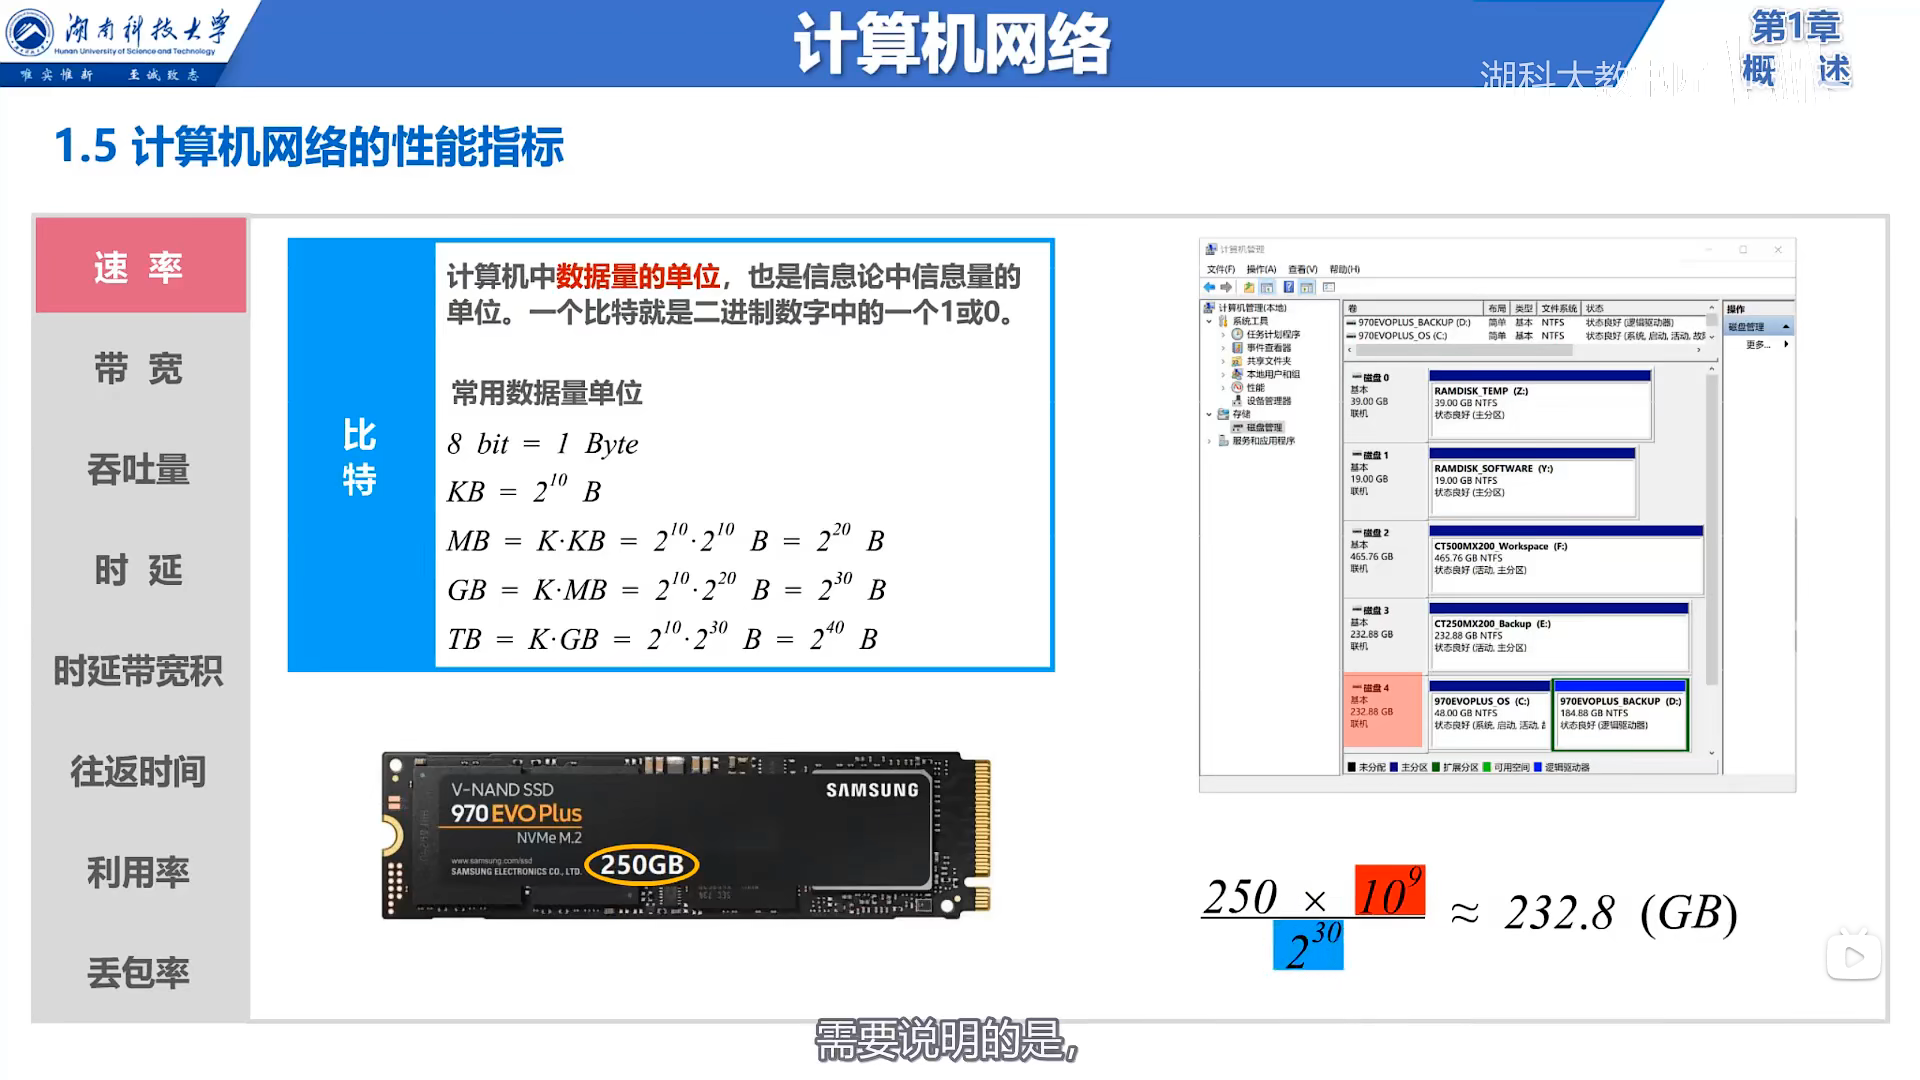 湖南科技大学
Hunan University of Science and Technology
唯实惟新 至诚致志
计算机网络
第1章
概 述
湖科大教
1.5 计算机网络的性能指标
速 率
带 宽
吞吐量
时 延
时延带宽积
往返时间
利用率
丢包率
比特
计算机中数据量的单位，也是信息论中信息量的
单位。一个比特就是二进制数字中的一个1或0。
常用数据量单位
8 bit = 1 Byte
KB = 2^10 B
MB = K·KB = 2^10·2^10 B = 2^20 B
GB = K·MB = 2^10·2^20 B = 2^30 B
TB = K·GB = 2^10·2^30 B = 2^40 B
V-NAND SSD
970 EVO Plus
NVMe M.2
www.samsung.com/ssd
SAMSUNG ELECTRONICS CO., LTD.
250GB
SAMSUNG
计算机管理
文件(F) 操作(A) 查看(V) 帮助(H)
计算机管理(本地)
系统工具
任务计划程序
事件查看器
共享文件夹
本地用户和组
性能
设备管理器
存储
磁盘管理
服务和应用程序
卷 布局 类型 文件系统 状态
970EVOPLUS_BACKUP (D:) 简单 基本 NTFS 状态良好 (逻辑驱动器)
970EVOPLUS_OS (C:) 简单 基本 NTFS 状态良好 (系统, 启动, 活动, 故
磁盘 0
基本
39.00 GB
联机
RAMDISK_TEMP (Z:)
39.00 GB NTFS
状态良好 (主分区)
磁盘 1
基本
19.00 GB
联机
RAMDISK_SOFTWARE (Y:)
19.00 GB NTFS
状态良好 (主分区)
磁盘 2
基本
465.76 GB
联机
CT500MX200_Workspace (F:)
465.76 GB NTFS
状态良好 (活动, 主分区)
磁盘 3
基本
232.88 GB
联机
CT250MX200_Backup (E:)
232.88 GB NTFS
状态良好 (活动, 主分区)
磁盘 4
基本
232.88 GB
联机
970EVOPLUS_OS (C:)
48.00 GB NTFS
状态良好 (系统, 启动, 活动, 
970EVOPLUS_BACKUP (D:)
184.88 GB NTFS
状态良好 (逻辑驱动器)
未分配 主分区 扩展分区 可用空间 逻辑驱动器
操作
磁盘管理
更多...
250 × 10^9
2^30
≈ 232.8 (GB)
需要说明的是，